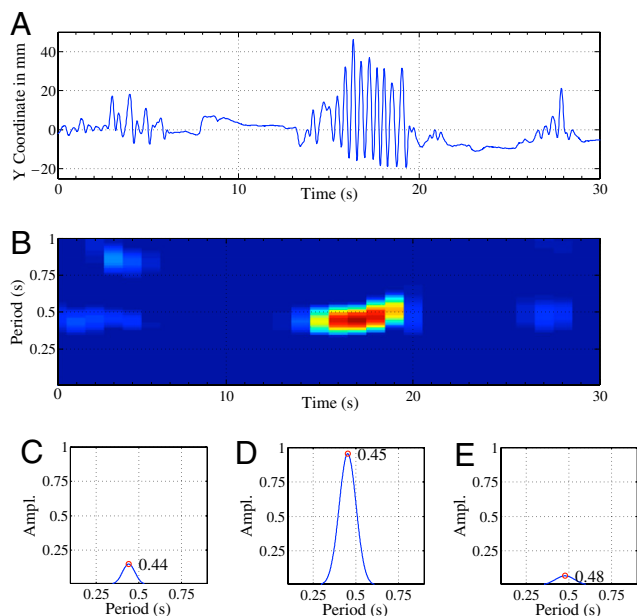 A
Y Coordinate in mm
40
20
0
−20
0 10 20 30
Time (s)
B
Period (s)
1
0.75
0.5
0.25
0 10 20 30
Time (s)
C D E
Ampl.
1
0.75
0.5
0.25
0.44
0.25 0.5 0.75
Period (s)
Ampl.
1
0.75
0.5
0.25
0.45
0.25 0.5 0.75
Period (s)
Ampl.
1
0.75
0.5
0.25
0.48
0.25 0.5 0.75
Period (s)